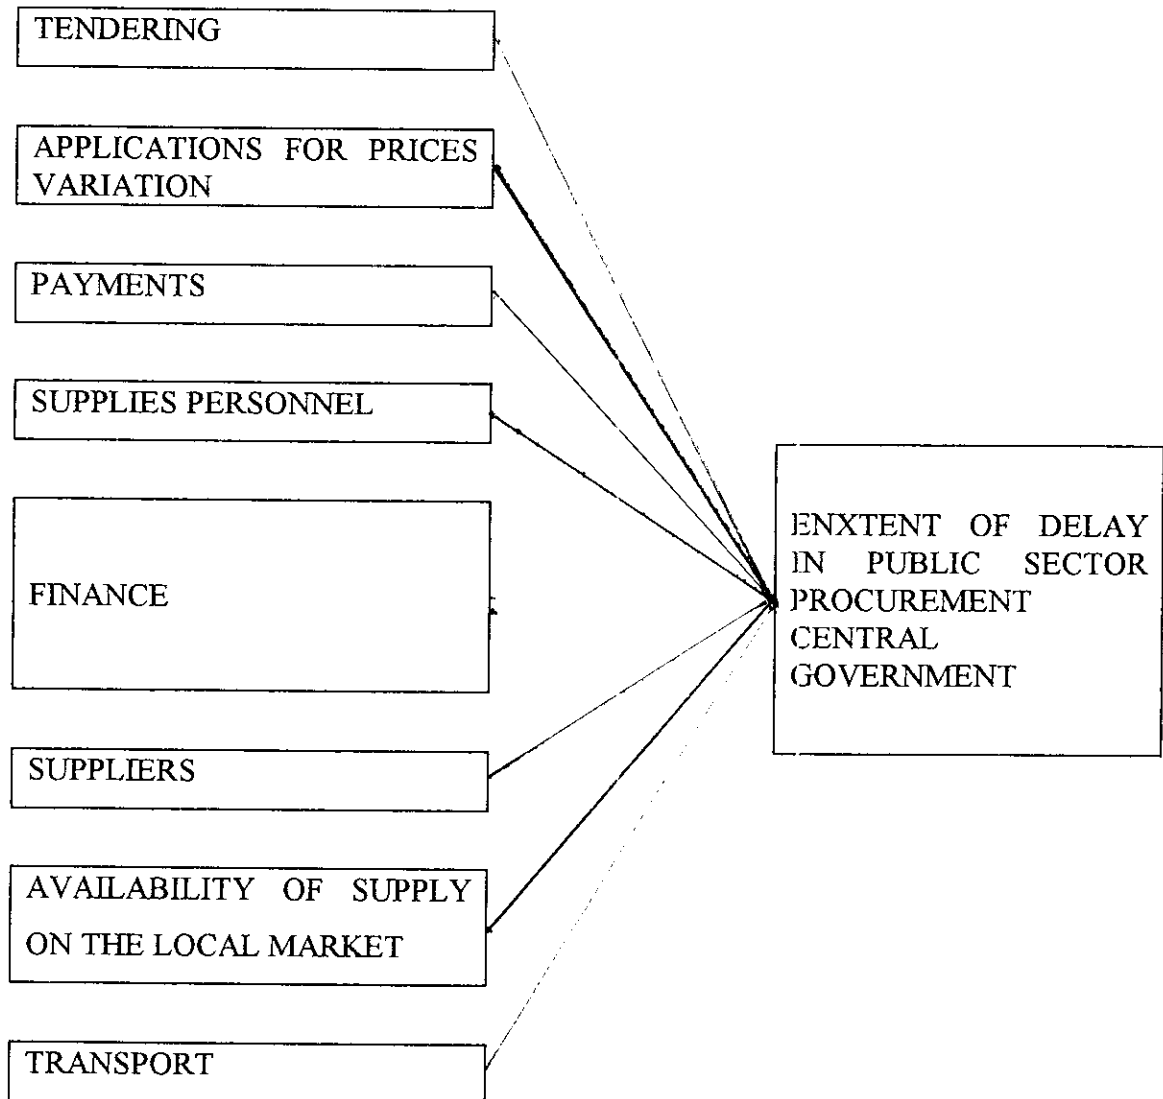 TENDERING
APPLICATIONS FOR PRICES
VARIATION
PAYMENTS
SUPPLIES PERSONNEL
FINANCE
SUPPLIERS
AVAILABILITY OF SUPPLY
ON THE LOCAL MARKET
TRANSPORT
ENXTENT OF DELAY
IN PUBLIC SECTOR
PROCUREMENT
CENTRAL
GOVERNMENT